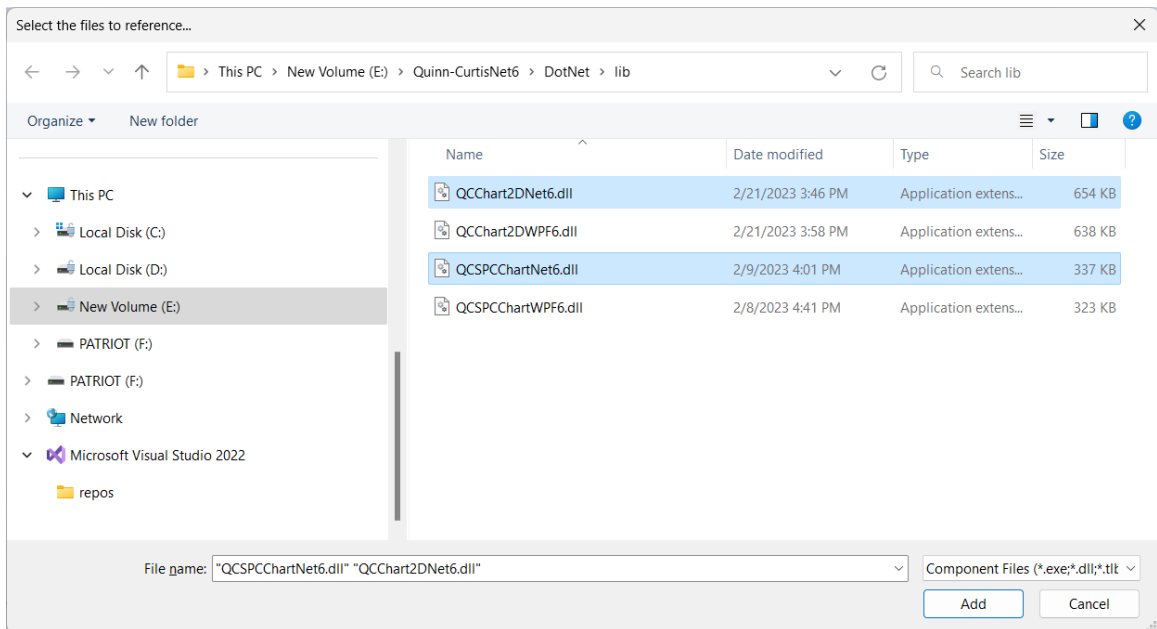 Select the files to reference...
This PC > New Volume (E:) > Quinn-CurtisNet6 > DotNet > lib
Search lib
Organize New folder
Name Date modified Type Size
This PC
Local Disk (C:)
Local Disk (D:)
New Volume (E:)
PATRIOT (F:)
PATRIOT (F:)
Network
Microsoft Visual Studio 2022
repos
QCChart2DNet6.dll 2/21/2023 3:46 PM Application extens... 654 KB
QCChart2DWPF6.dll 2/21/2023 3:58 PM Application extens... 638 KB
QCSPCChartNet6.dll 2/9/2023 4:01 PM Application extens... 337 KB
QCSPCChartWPF6.dll 2/8/2023 4:41 PM Application extens... 323 KB
File name: "QCSPCChartNet6.dll" "QCChart2DNet6.dll" Component Files (*.exe;*.dll;*.tlb
Add Cancel